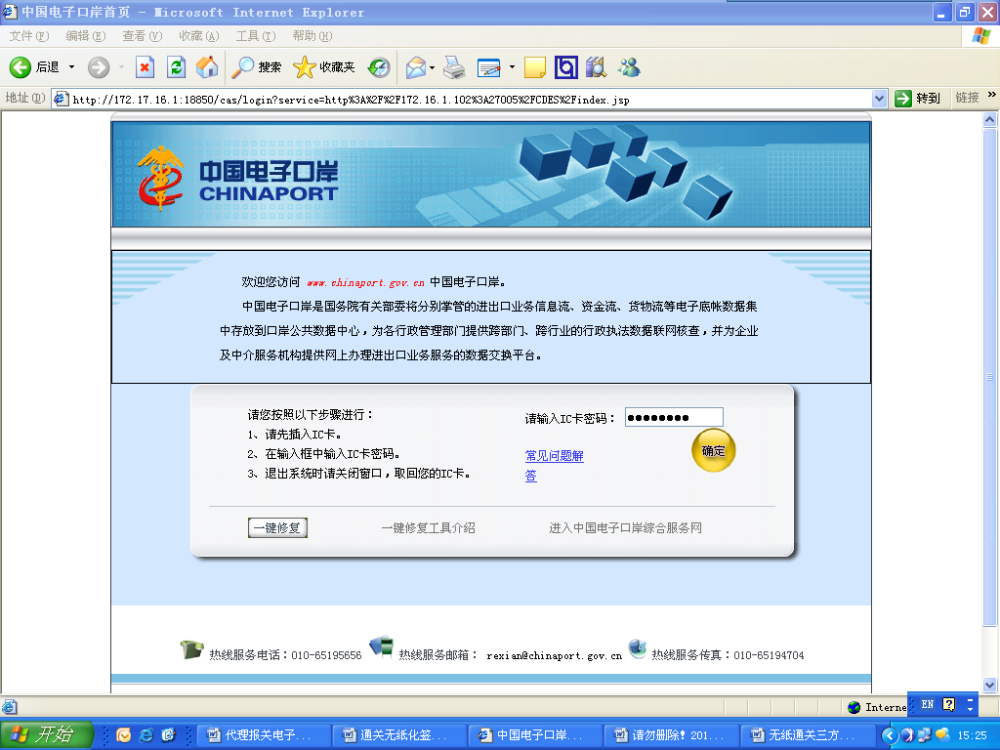 中国电子口岸首页 - Microsoft Internet Explorer
文件(F) 编辑(E) 查看(V) 收藏(A) 工具(T) 帮助(H)
后退 搜索 收藏夹
地址(D) http://172.17.16.1:18850/cas/login?service=http%3A%2F%2F172.16.1.102%3A27005%2FCDES%2Findex.jsp 转到 链接 »
中国电子口岸
CHINAPORT
欢迎您访问 www.chinaport.gov.cn 中国电子口岸。
中国电子口岸是国务院有关部委将分别掌管的进出口业务信息流、资金流、货物流等电子底帐数据集
中存放到口岸公共数据中心，为各行政管理部门提供跨部门、跨行业的行政执法数据联网核查，并为企业
及中介服务机构提供网上办理进出口业务服务的数据交换平台。
请您按照以下步骤进行：
1、请先插入IC卡。
2、在输入框中输入IC卡密码。
3、退出系统时请关闭窗口，取回您的IC卡。
请输入IC卡密码： ●●●●●●●●
确定
常见问题解
答
一键修复 一键修复工具介绍 进入中国电子口岸综合服务网
热线服务电话：010-65195656 热线服务邮箱： rexian@chinaport.gov.cn 热线服务传真：010-65194704
Interne EN
开始 代理报关电子... 通关无纸化签... 中国电子口岸... 请勿删除! 201... 无纸通关三方... 15:25